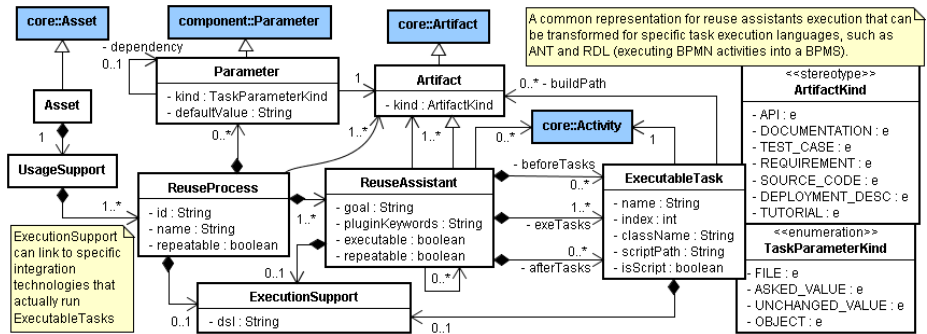 core::Asset
component::Parameter
core::Artifact
A common representation for reuse assistants execution that can
be transformed for specific task execution languages, such as
ANT and RDL (executing BPMN activities into a BPMS).
- dependency
0..1
Parameter
- kind : TaskParameterKind
- defaultValue : String
0..*
1
Artifact
- kind : ArtifactKind
1..*
1..*
0..* - buildPath
<<stereotype>>
ArtifactKind
- API : e
- DOCUMENTATION : e
- TEST_CASE : e
- REQUIREMENT : e
- SOURCE_CODE : e
- DEPLOYMENT_DESC : e
- TUTORIAL : e
Asset
1
UsageSupport
1..*
core::Activity
0..*
1
ReuseProcess
- id : String
- name : String
- repeatable : boolean
1..*
ReuseAssistant
- goal : String
- pluginKeywords : String
- executable : boolean
- repeatable : boolean
0..*
- beforeTasks
0..*
1..*
- exeTasks
0..*
- afterTasks
ExecutableTask
- name : String
- index : int
- className : String
- scriptPath : String
- isScript : boolean
<<enumeration>>
TaskParameterKind
- FILE : e
- ASKED_VALUE : e
- UNCHANGED_VALUE : e
- OBJECT : e
ExecutionSupport
can link to specific
integration
technologies that
actually run
ExecutableTasks
0..1
0..1
ExecutionSupport
- dsl : String
0..1